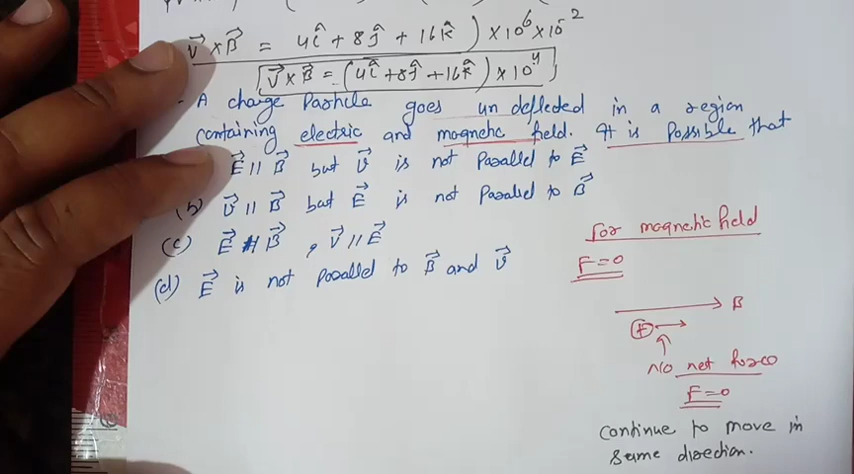 v⃗ ×B⃗ = 4î + 8ĵ + 16k̂ ) ×10⁶ ×10⁻²
[v⃗ × B⃗ = (4î+8ĵ+16k̂) ×10⁴]
- A charge Particle goes undeflected in a region
containing electric and magnetic field. It is Possible that
E⃗ // B⃗ but v⃗ is not Parallel to E⃗
(b) v⃗ // B⃗ but E⃗ is not Parallel to B⃗
(c) E⃗ // B⃗ , v⃗ // E⃗
(d) E⃗ is not parallel to B⃗ and v⃗
For magnetic field
F=0
B
+
No net force
F=0
continue to move in
same direction.